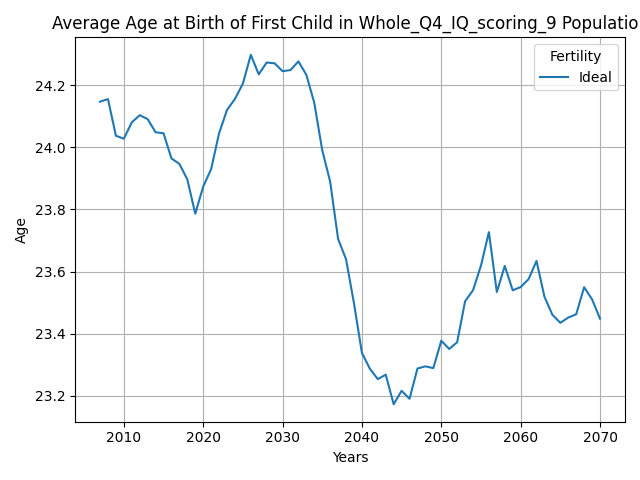 Average Age at Birth of First Child in Whole_Q4_IQ_scoring_9 Populatio
Fertility
Ideal
24.2
24.0
23.8
23.6
23.4
23.2
Age
2010 2020 2030 2040 2050 2060 2070
Years